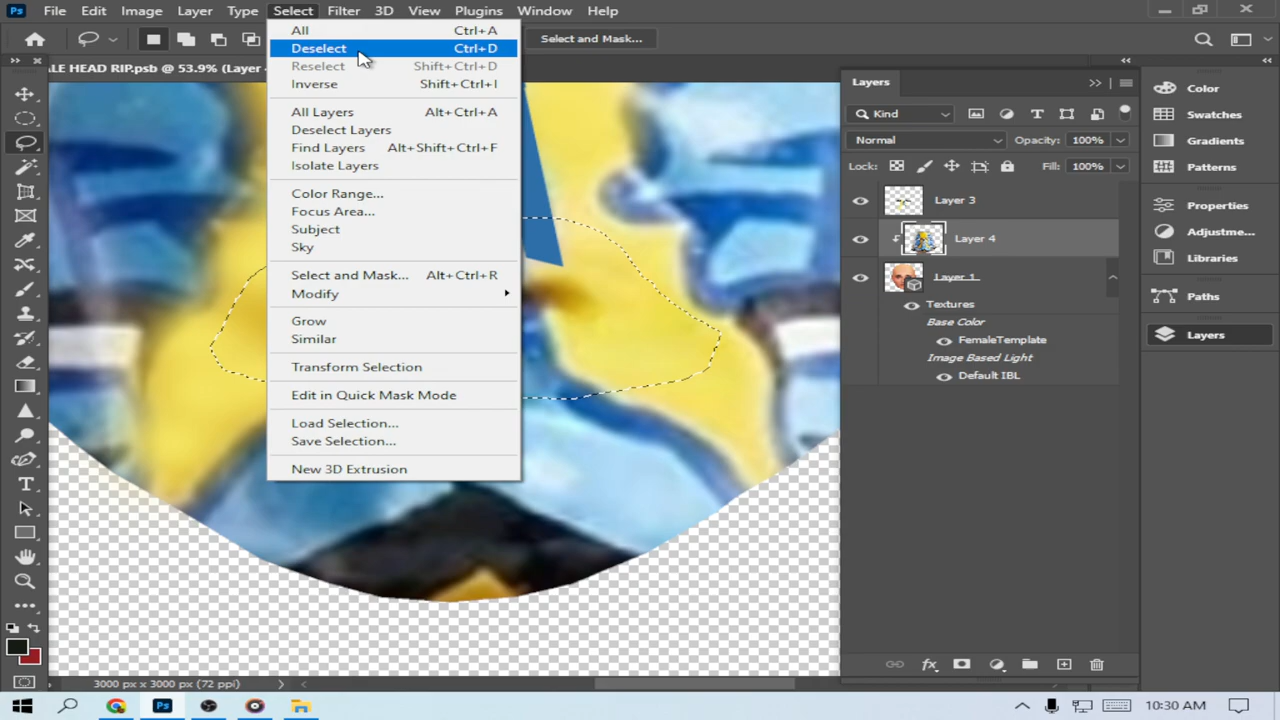 Ps File Edit Image Layer Type Select Filter 3D View Plugins Window Help
Select and Mask...
LE HEAD RIP.psb @ 53.9% (Layer
All Ctrl+A
Deselect Ctrl+D
Reselect Shift+Ctrl+D
Inverse Shift+Ctrl+I
All Layers Alt+Ctrl+A
Deselect Layers
Find Layers Alt+Shift+Ctrl+F
Isolate Layers
Color Range...
Focus Area...
Subject
Sky
Select and Mask... Alt+Ctrl+R
Modify
Grow
Similar
Transform Selection
Edit in Quick Mask Mode
Load Selection...
Save Selection...
New 3D Extrusion
Layers
Kind
Normal Opacity: 100%
Lock: Fill: 100%
Layer 3
Layer 4
Layer 1
Textures
Base Color
FemaleTemplate
Image Based Light
Default IBL
Color
Swatches
Gradients
Patterns
Properties
Adjustme...
Libraries
Paths
Layers
3000 px x 3000 px (72 ppi)
Ps
10:30 AM